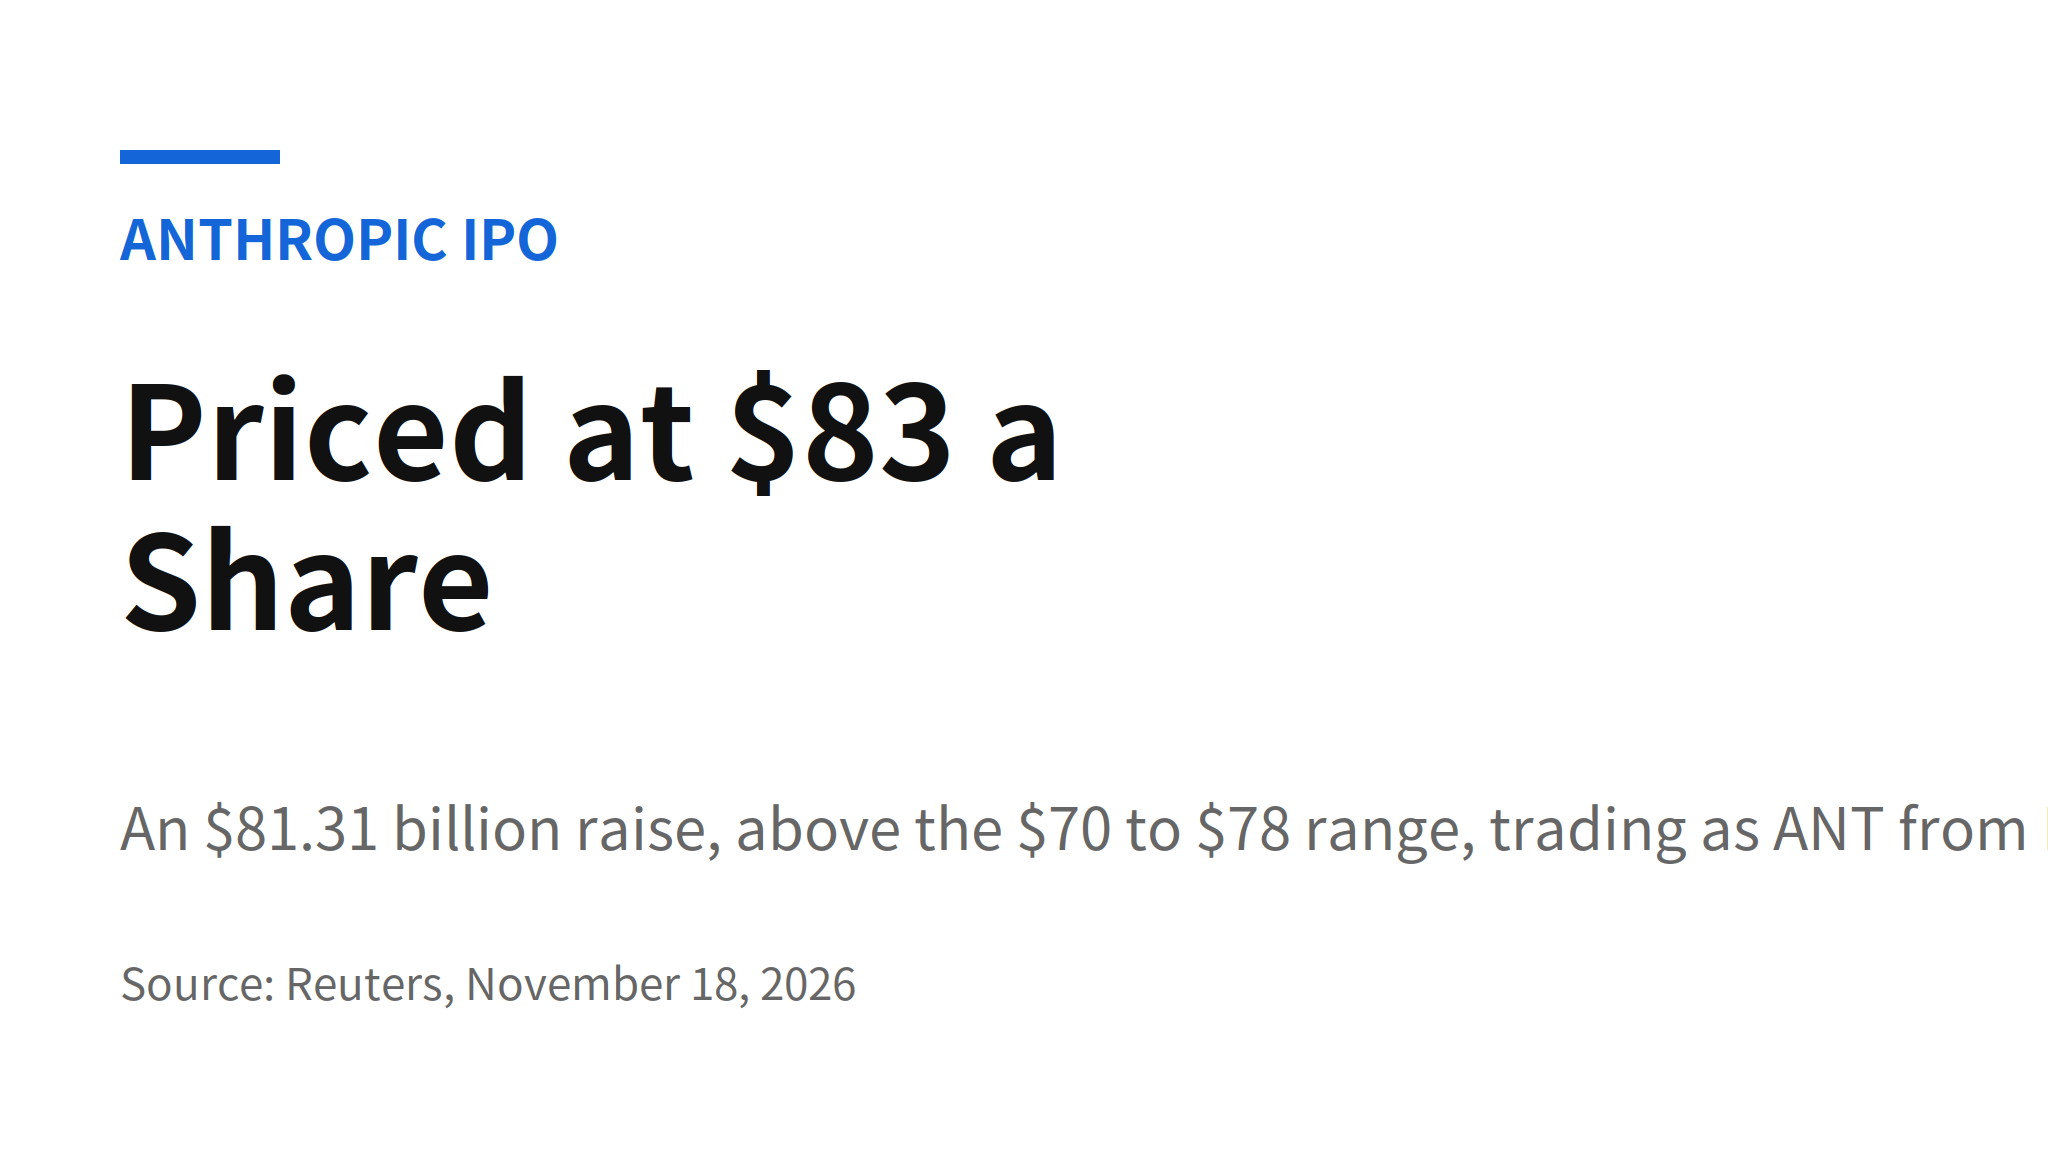 ANTHROPIC IPO
Priced at $83 a
Share
An $81.31 billion raise, above the $70 to $78 range, trading as ANT from
Source: Reuters, November 18, 2026